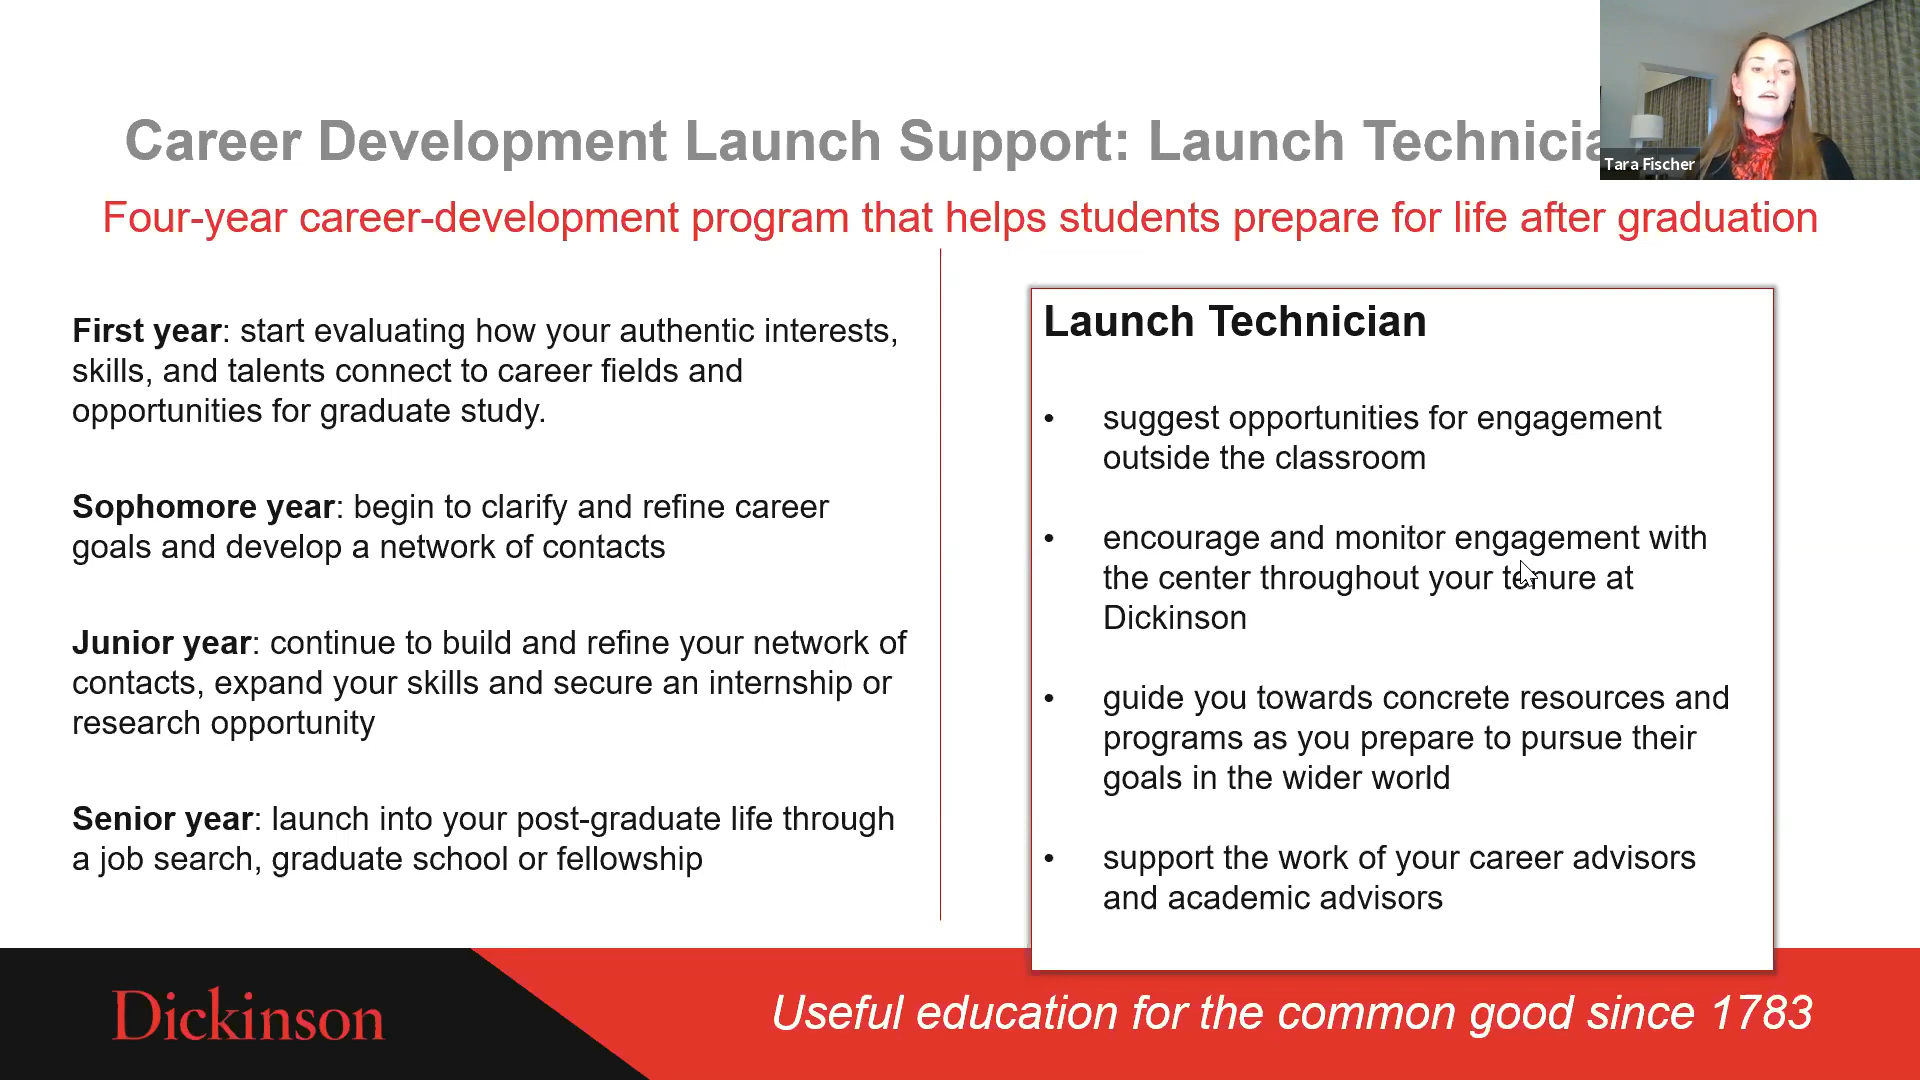 Career Development Launch Support: Launch Technicia
Tara Fischer
Four-year career-development program that helps students prepare for life after graduation
First year: start evaluating how your authentic interests,
skills, and talents connect to career fields and
opportunities for graduate study.
Sophomore year: begin to clarify and refine career
goals and develop a network of contacts
Junior year: continue to build and refine your network of
contacts, expand your skills and secure an internship or
research opportunity
Senior year: launch into your post-graduate life through
a job search, graduate school or fellowship
Launch Technician
• suggest opportunities for engagement
outside the classroom
• encourage and monitor engagement with
the center throughout your tenure at
Dickinson
• guide you towards concrete resources and
programs as you prepare to pursue their
goals in the wider world
• support the work of your career advisors
and academic advisors
Dickinson
Useful education for the common good since 1783